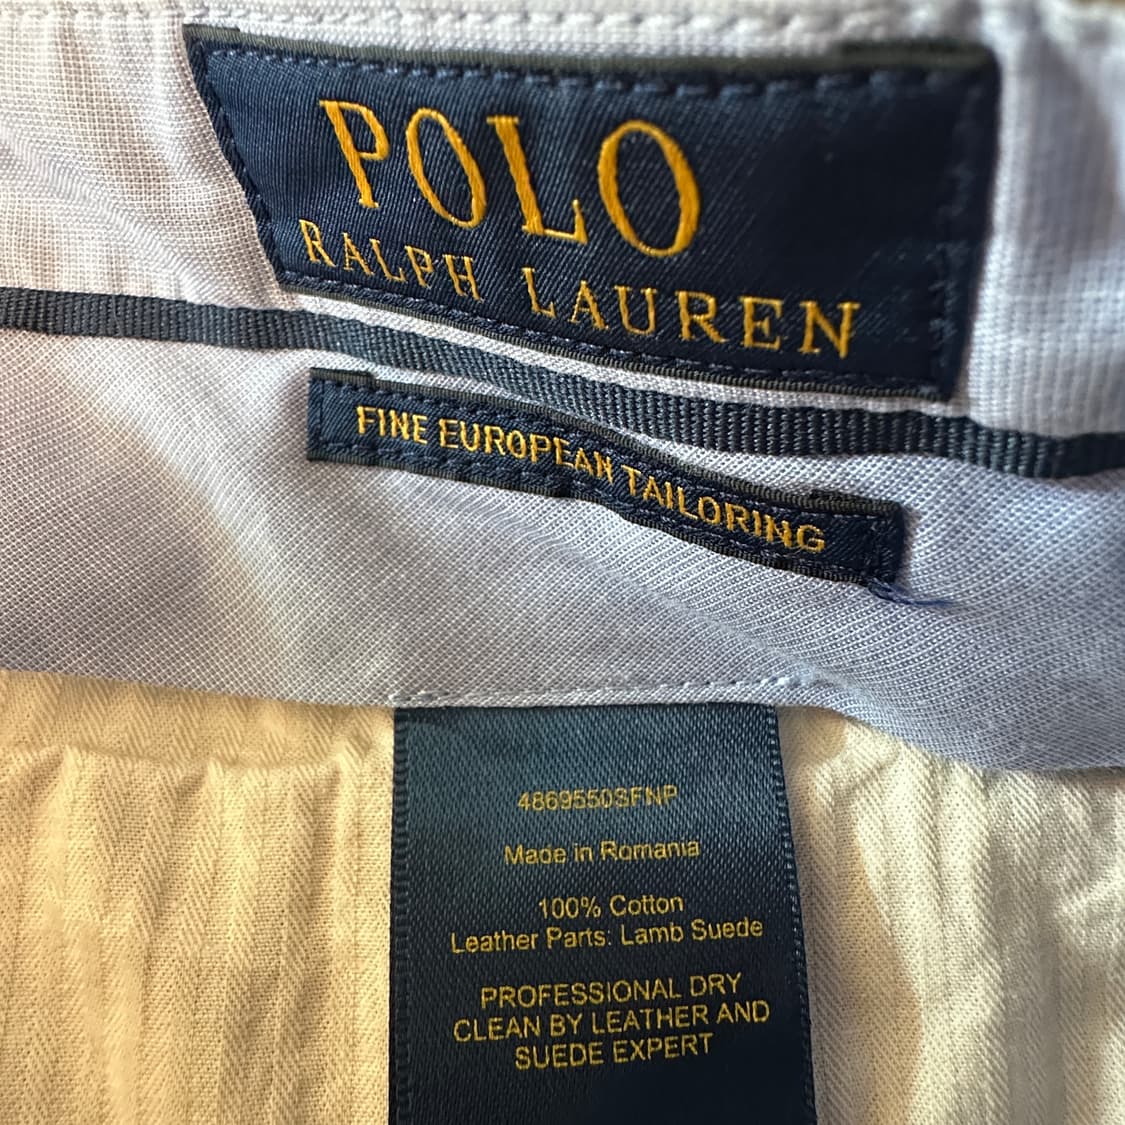 POLO
RALPH LAUREN
FINE EUROPEAN TAILORING
4869550SFNP
Made in Romania
100% Cotton
Leather Parts: Lamb Suede
PROFESSIONAL DRY
CLEAN BY LEATHER AND
SUEDE EXPERT